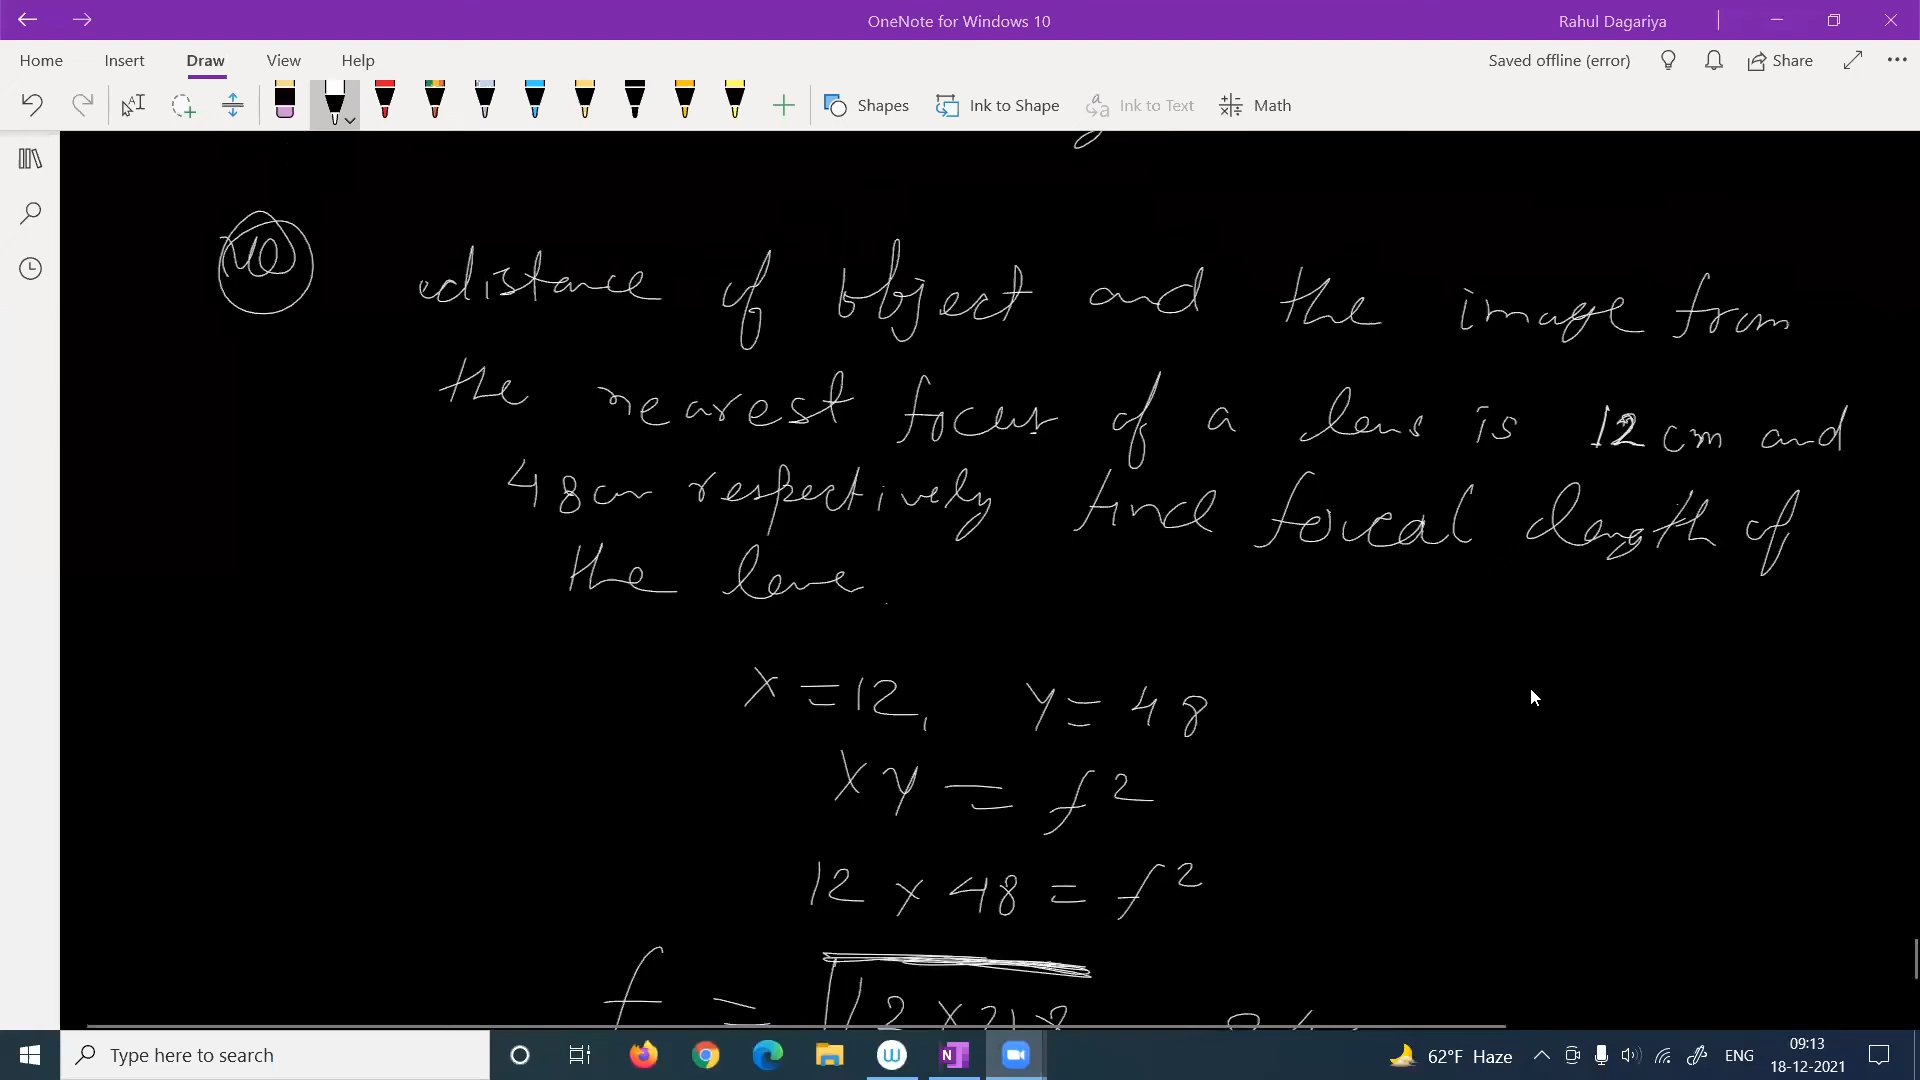 OneNote for Windows 10
Rahul Dagariya
Home Insert Draw View Help
Saved offline (error) Share
Shapes Ink to Shape Ink to Text Math
distance of object and the image from
the nearest focus of a lens is 12 cm and
48cm respectively find foucal length of
the lens.
X = 12, Y = 48
XY = f²
12 x 48 = f²
f = √12 x 48
Type here to search
62°F Haze
ENG
09:13
18-12-2021